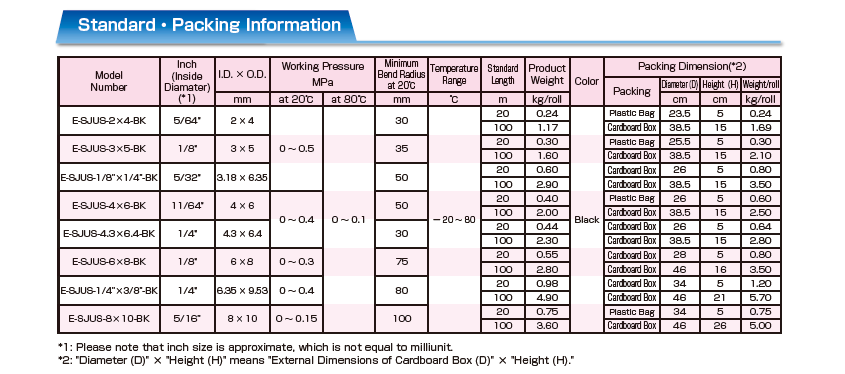 Standard・Packing Information
Model Number | Inch (Inside Diameter) (*1) | I.D. × O.D. | Working Pressure MPa | Minimum Bend Radius at 20℃ | Temperature Range | Standard Length | Product Weight | Color | Packing Dimension(*2)
Packing | Diameter(D) | Height (H) | Weight/roll
mm | at 20℃ | at 80℃ | mm | ℃ | m | kg/roll | cm | cm | kg/roll
E-SJUS-2×4-BK | 5/64" | 2 × 4 | 0～0.5 | 0～0.1 | 30 | －20～80 | 20 | 0.24 | Black | Plastic Bag | 23.5 | 5 | 0.24
100 | 1.17 | Cardboard Box | 38.5 | 15 | 1.69
E-SJUS-3×5-BK | 1/8" | 3 × 5 | 35 | 20 | 0.30 | Plastic Bag | 25.5 | 5 | 0.30
100 | 1.60 | Cardboard Box | 38.5 | 15 | 2.10
E-SJUS-1/8"×1/4"-BK | 5/32" | 3.18 × 6.35 | 50 | 20 | 0.60 | Cardboard Box | 26 | 5 | 0.80
100 | 2.90 | Cardboard Box | 38.5 | 15 | 3.50
E-SJUS-4×6-BK | 11/64" | 4 × 6 | 0～0.4 | 50 | 20 | 0.40 | Plastic Bag | 26 | 5 | 0.60
100 | 2.00 | Cardboard Box | 38.5 | 15 | 2.50
E-SJUS-4.3×6.4-BK | 1/4" | 4.3 × 6.4 | 30 | 20 | 0.44 | Cardboard Box | 26 | 5 | 0.64
100 | 2.30 | Cardboard Box | 38.5 | 15 | 2.80
E-SJUS-6×8-BK | 1/8" | 6 × 8 | 0～0.3 | 75 | 20 | 0.55 | Cardboard Box | 28 | 5 | 0.80
100 | 2.80 | Cardboard Box | 46 | 16 | 3.50
E-SJUS-1/4"×3/8"-BK | 1/4" | 6.35 × 9.53 | 0～0.4 | 80 | 20 | 0.98 | Cardboard Box | 34 | 5 | 1.20
100 | 4.90 | Cardboard Box | 46 | 21 | 5.70
E-SJUS-8×10-BK | 5/16" | 8 × 10 | 0～0.15 | 100 | 20 | 0.75 | Plastic Bag | 34 | 5 | 0.75
100 | 3.60 | Cardboard Box | 46 | 26 | 5.00
*1: Please note that inch size is approximate, which is not equal to milliunit.
*2: "Diameter (D)" × "Height (H)" means "External Dimensions of Cardboard Box (D)" × "Height (H)."